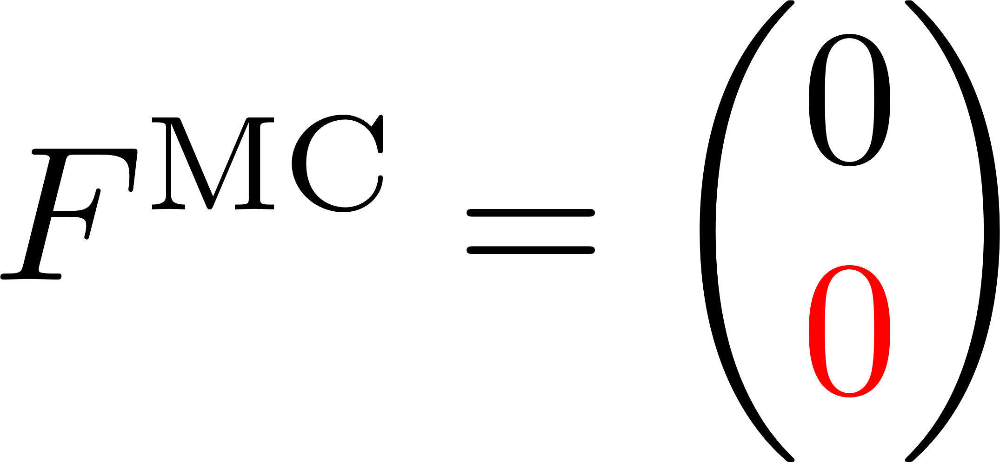 F^MC = (0
0)